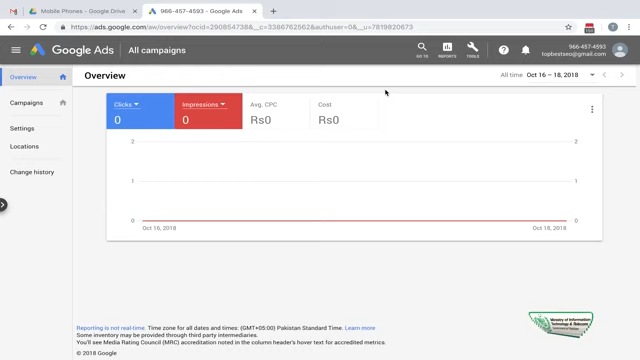 Mobile Phones – Google Drive
966-457-4593 - Google Ads
https://ads.google.com/aw/overview?ocid=290854738&__c=3386762562&authuser=0&__u=7819820673
Google Ads
All campaigns
GO TO
REPORTS
TOOLS
966-457-4593
topbestseo@gmail.com
Overview
Campaigns
Settings
Locations
Change history
Overview
All time
Oct 16 – 18, 2018
Clicks
Impressions
Avg. CPC
Cost
0
0
Rs0
Rs0
2
2
1
1
0
0
Oct 16, 2018
Oct 18, 2018
Ministry of Information
Technology & Telecom
Reporting is not real-time. Time zone for all dates and times: (GMT+05:00) Pakistan Standard Time. Learn more
Some inventory may be provided through third party intermediaries.
You'll see Media Rating Council (MRC) accreditation noted in the column header's hover text for accredited metrics.
© 2018 Google